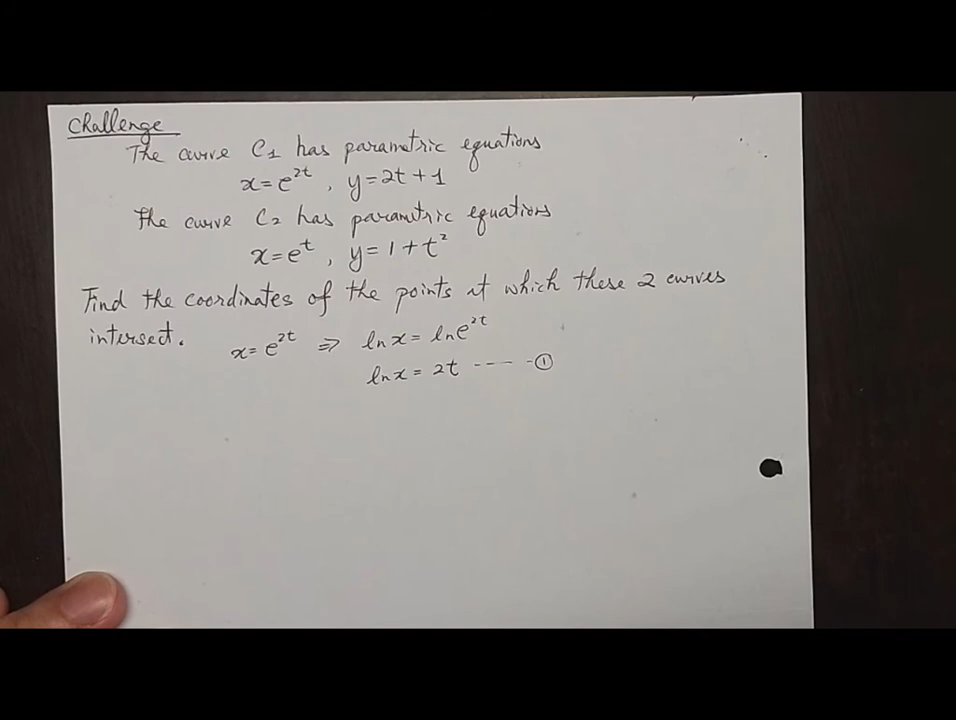 Challenge
The curve C₁ has parametric equations
x = e^{2t} , y = 2t + 1
The curve C₂ has parametric equations
x = e^t , y = 1 + t²
Find the coordinates of the points at which these 2 curves
intersect. x = e^{2t} ⇒ ln x = ln e^{2t}
ln x = 2t ---- - ①